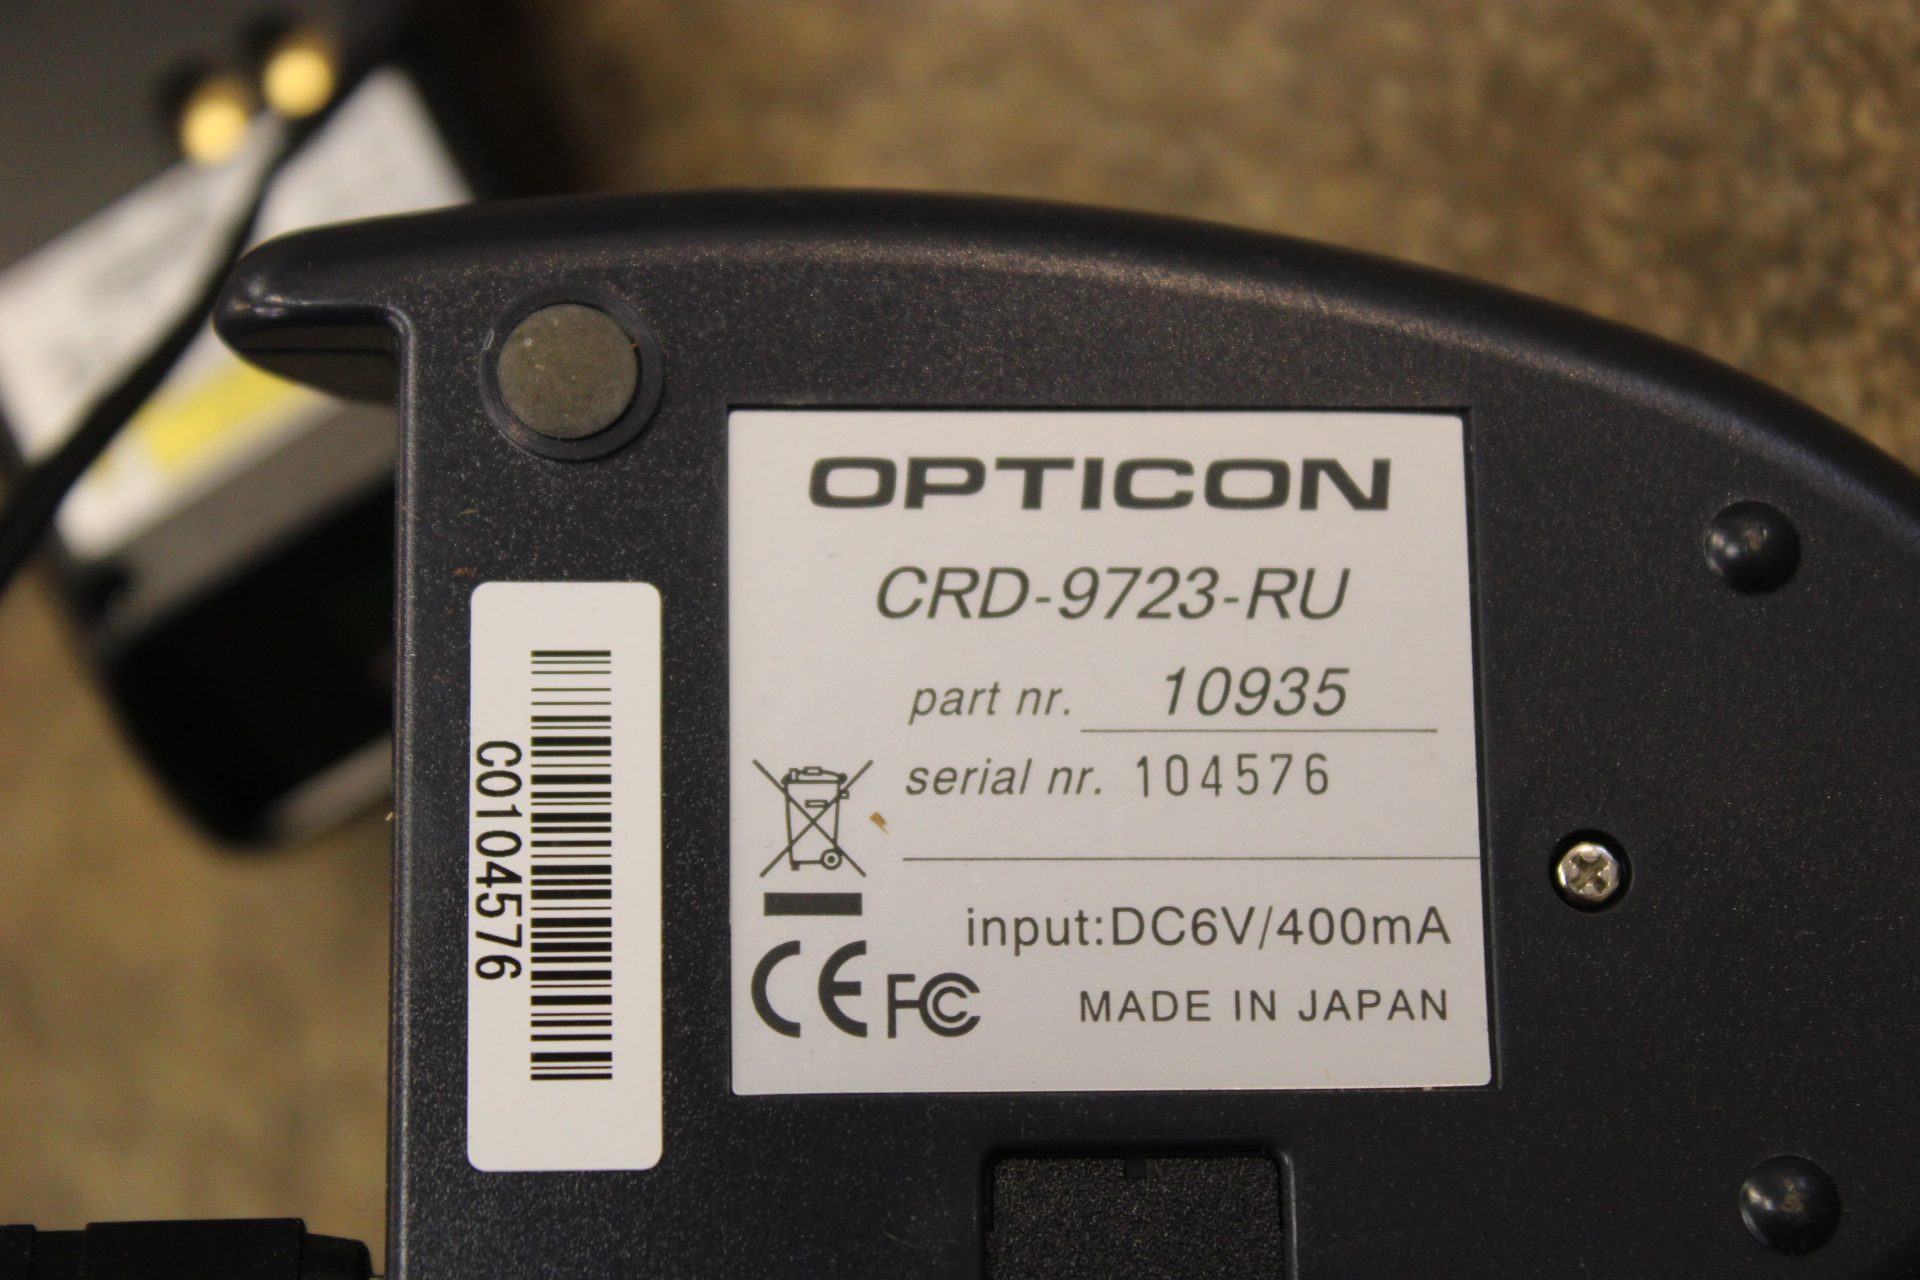 OPTICON
CRD-9723-RU
part nr. 10935
serial nr. 104576
input:DC6V/400mA
CE FC
MADE IN JAPAN
C0104576